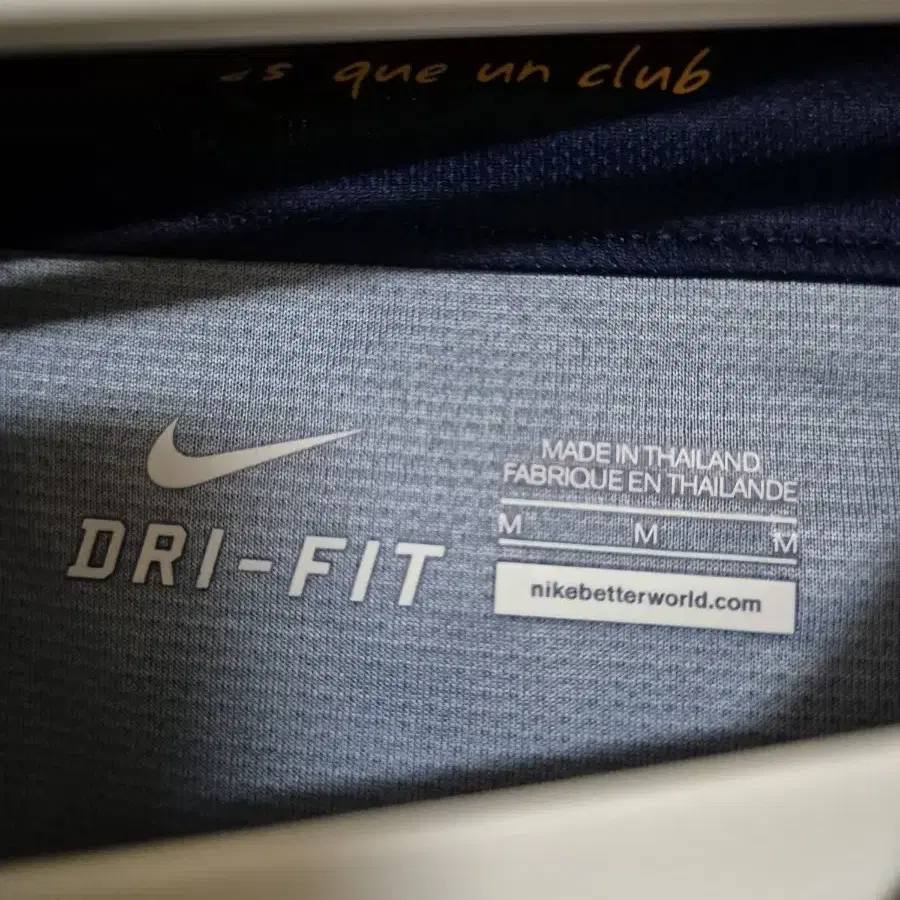 que un club
DRI-FIT
MADE IN THAILAND
FABRIQUE EN THAILANDE
M M M
nikebetterworld.com